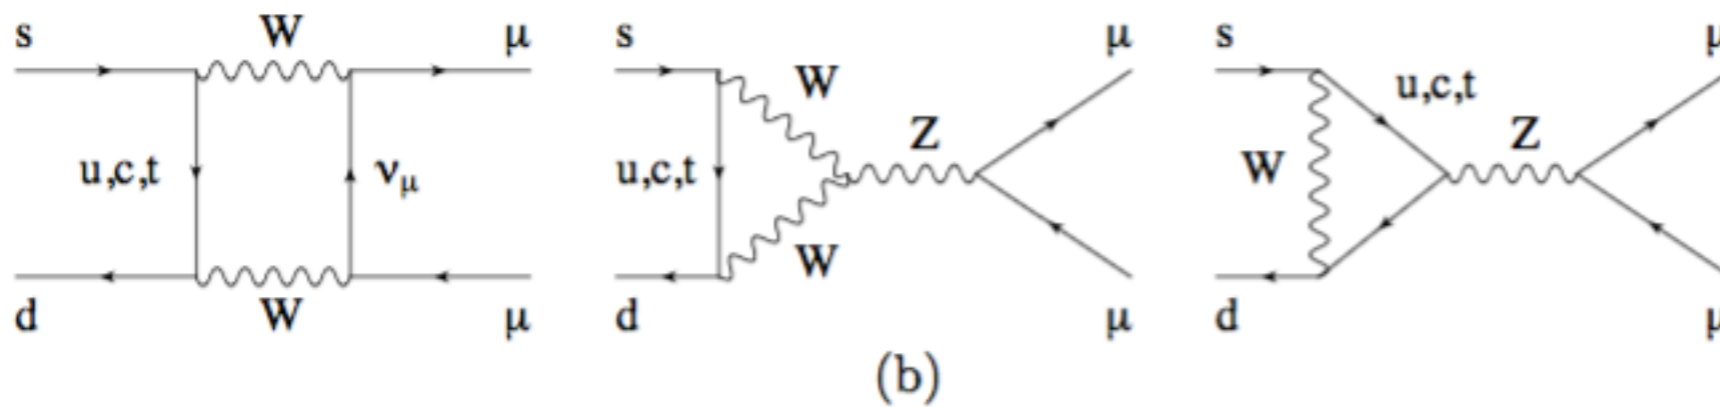 s W μ s μ s μ
W u,c,t
u,c,t ν_μ u,c,t Z W Z
W
d W μ d μ d μ
(b)